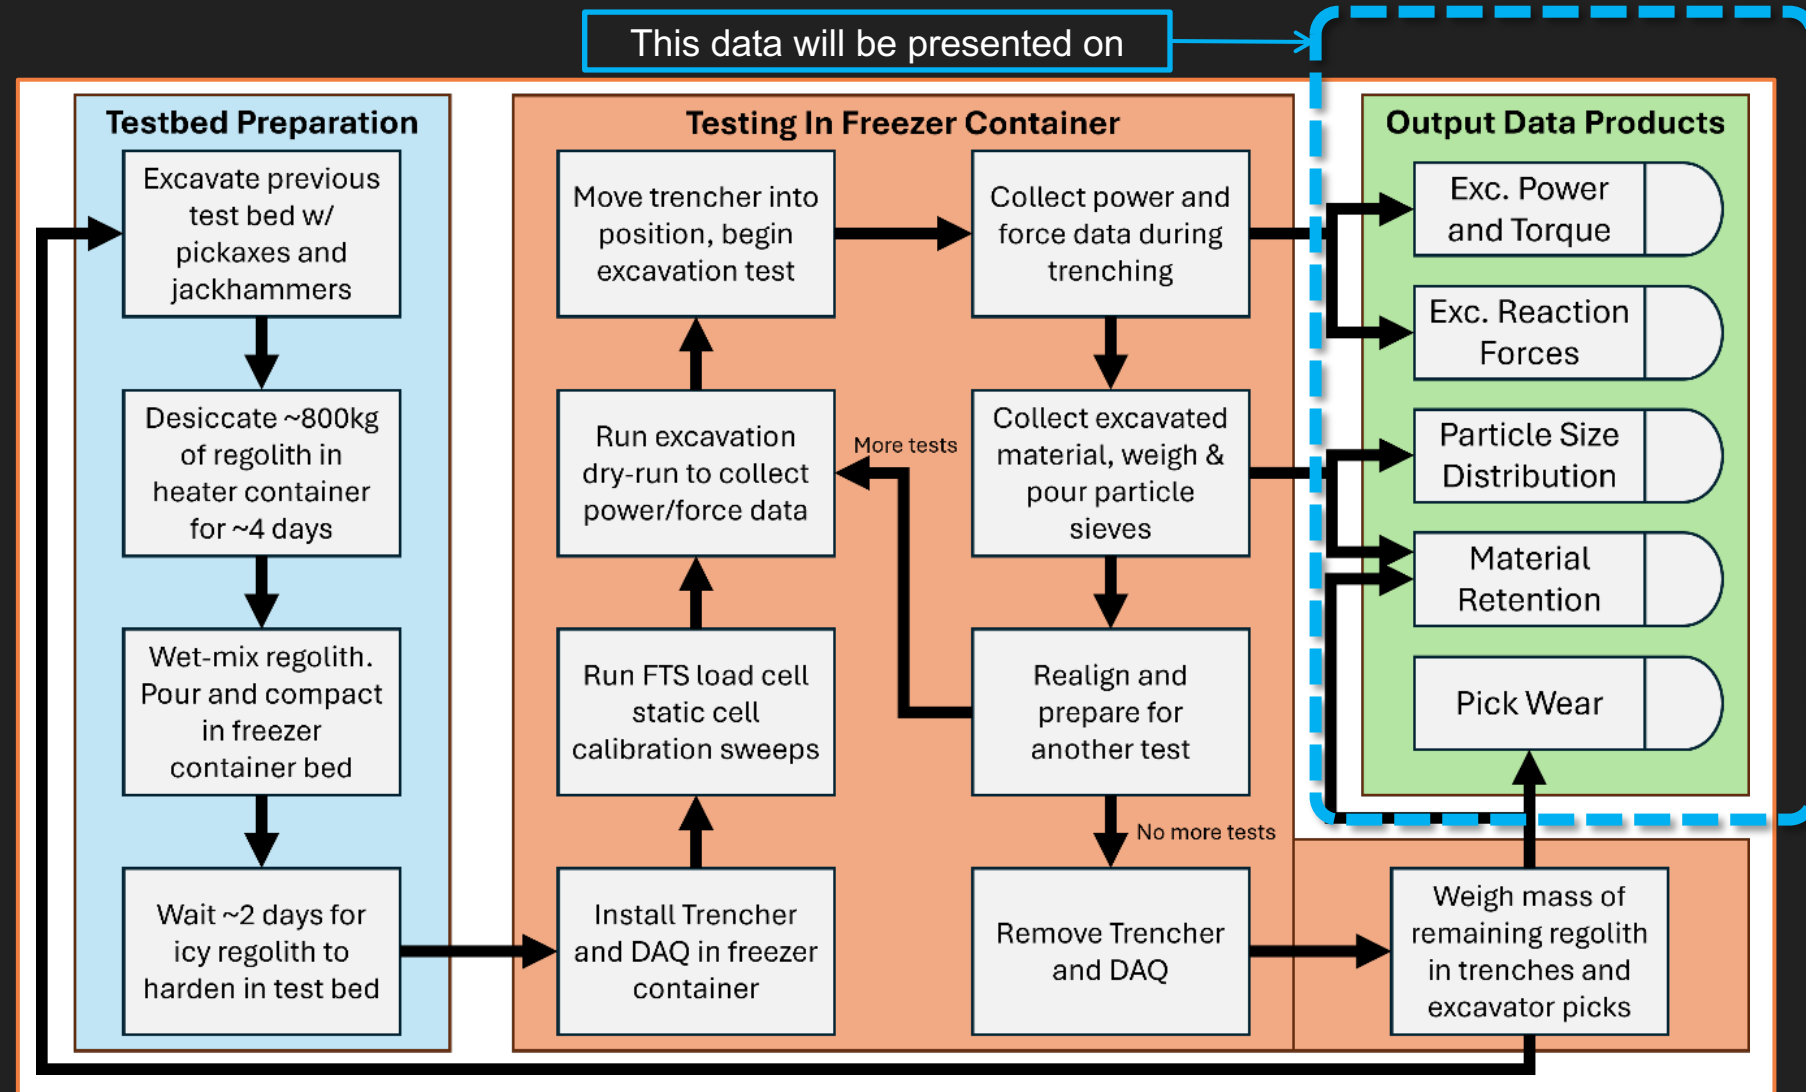 This data will be presented on
Testbed Preparation
Excavate previous
test bed w/
pickaxes and
jackhammers
Desiccate ~800kg
of regolith in
heater container
for ~4 days
Wet-mix regolith.
Pour and compact
in freezer
container bed
Wait ~2 days for
icy regolith to
harden in test bed
Testing In Freezer Container
Move trencher into
position, begin
excavation test
Run excavation
dry-run to collect
power/force data
Run FTS load cell
static cell
calibration sweeps
Install Trencher
and DAQ in freezer
container
Collect power and
force data during
trenching
More tests
Collect excavated
material, weigh &
pour particle
sieves
Realign and
prepare for
another test
No more tests
Remove Trencher
and DAQ
Weigh mass of
remaining regolith
in trenches and
excavator picks
Output Data Products
Exc. Power
and Torque
Exc. Reaction
Forces
Particle Size
Distribution
Material
Retention
Pick Wear